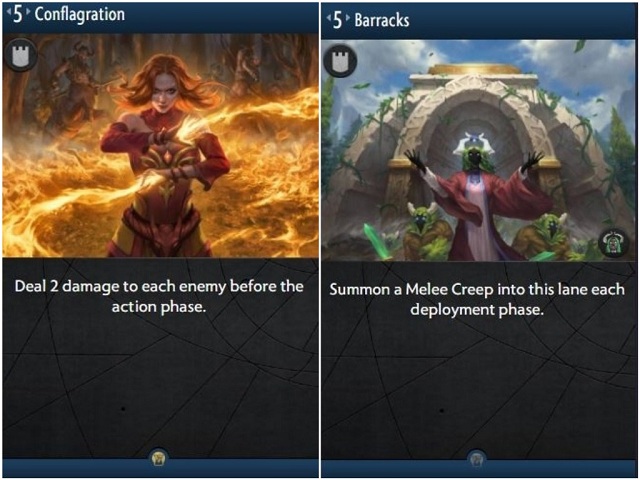 5 Conflagration
Deal 2 damage to each enemy before the
action phase.
5 Barracks
Summon a Melee Creep into this lane each
deployment phase.